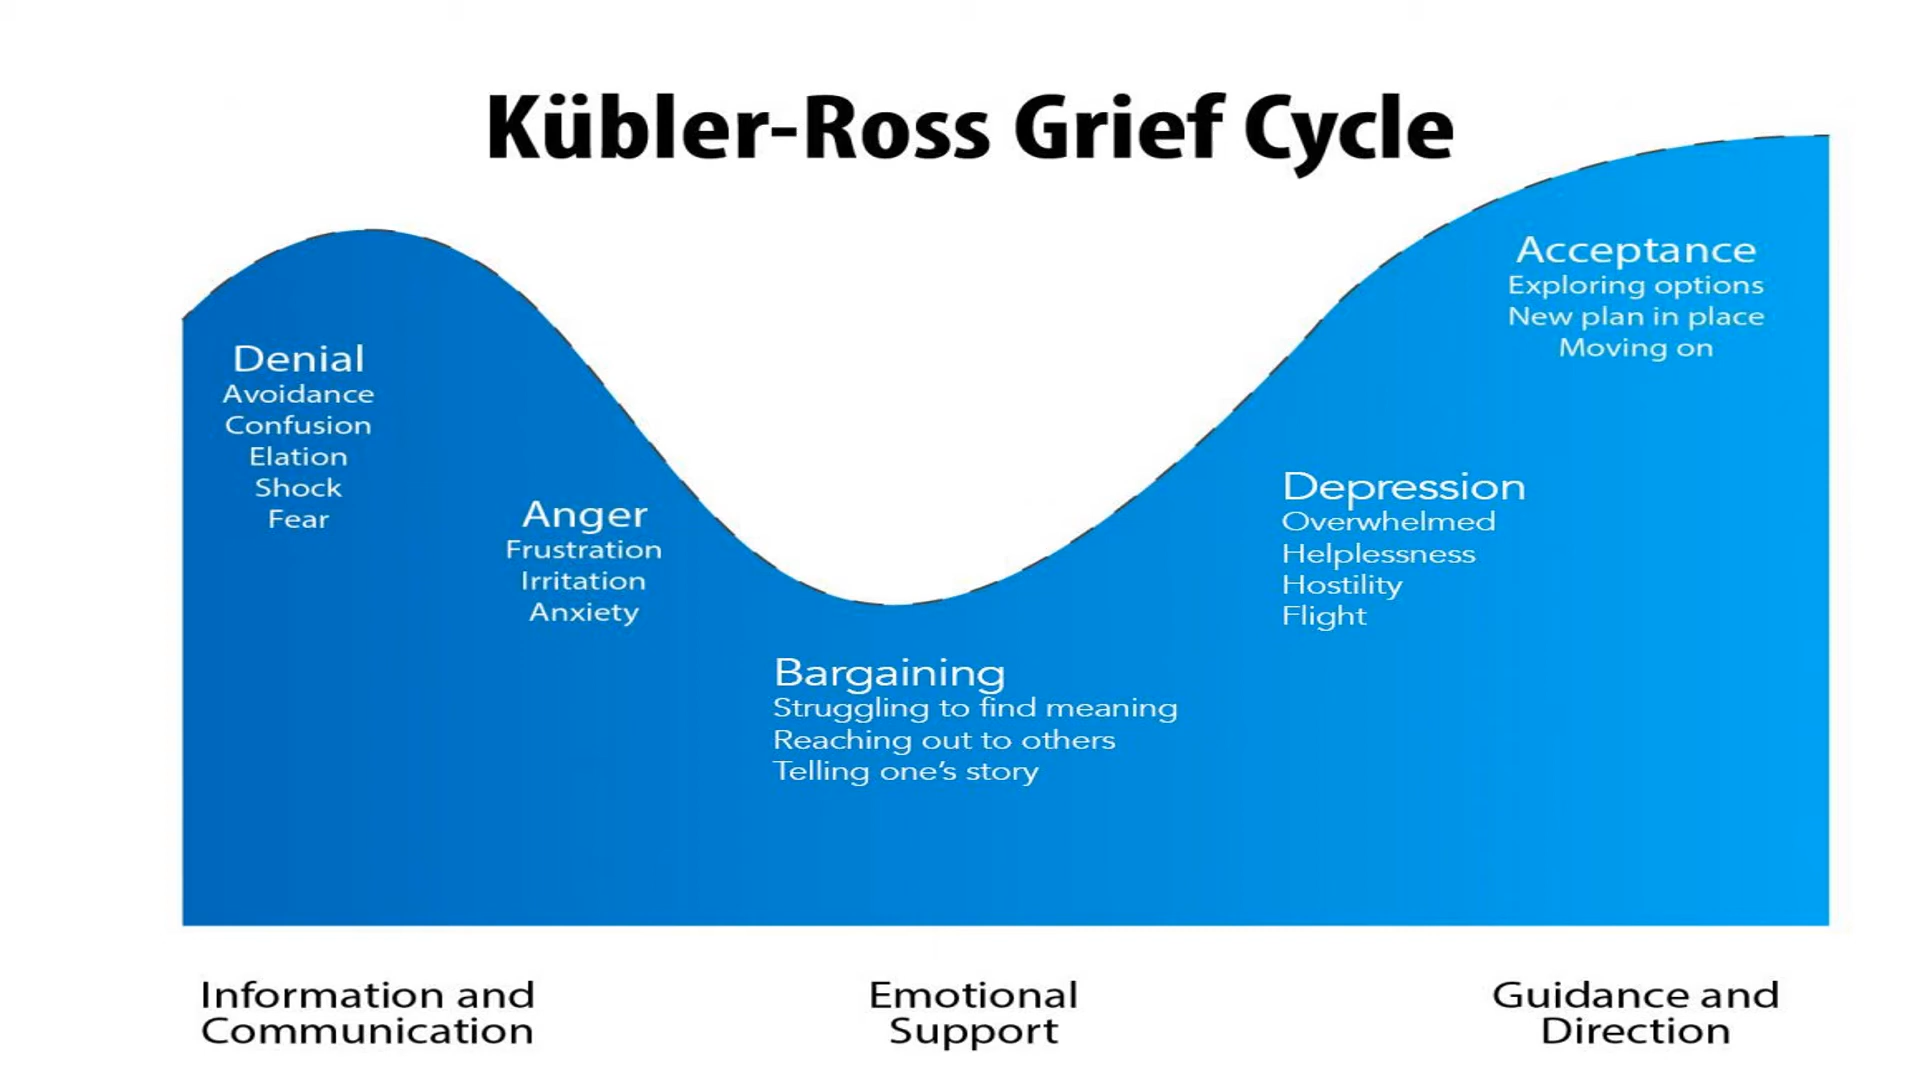 Kübler-Ross Grief Cycle
Denial
Avoidance
Confusion
Elation
Shock
Fear
Anger
Frustration
Irritation
Anxiety
Bargaining
Struggling to find meaning
Reaching out to others
Telling one’s story
Depression
Overwhelmed
Helplessness
Hostility
Flight
Acceptance
Exploring options
New plan in place
Moving on
Information and
Communication
Emotional
Support
Guidance and
Direction